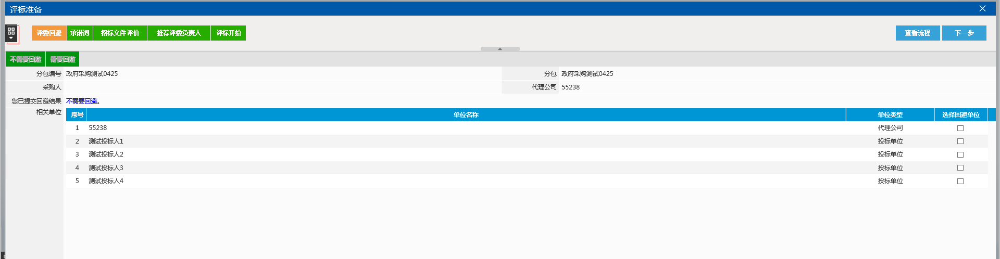 评标准备
评委回避 承诺词 招标文件评价 推荐评委负责人 评标开始 查看流程 下一步
不需要回避 需要回避
分包编号 政府采购测试0425 分包 政府采购测试0425
采购人 代理公司 55238
您已提交回避结果 不需要回避。
相关单位 序号 单位名称 单位类型 选择回避单位
1 55238 代理公司
2 测试投标人1 投标单位
3 测试投标人2 投标单位
4 测试投标人3 投标单位
5 测试投标人4 投标单位